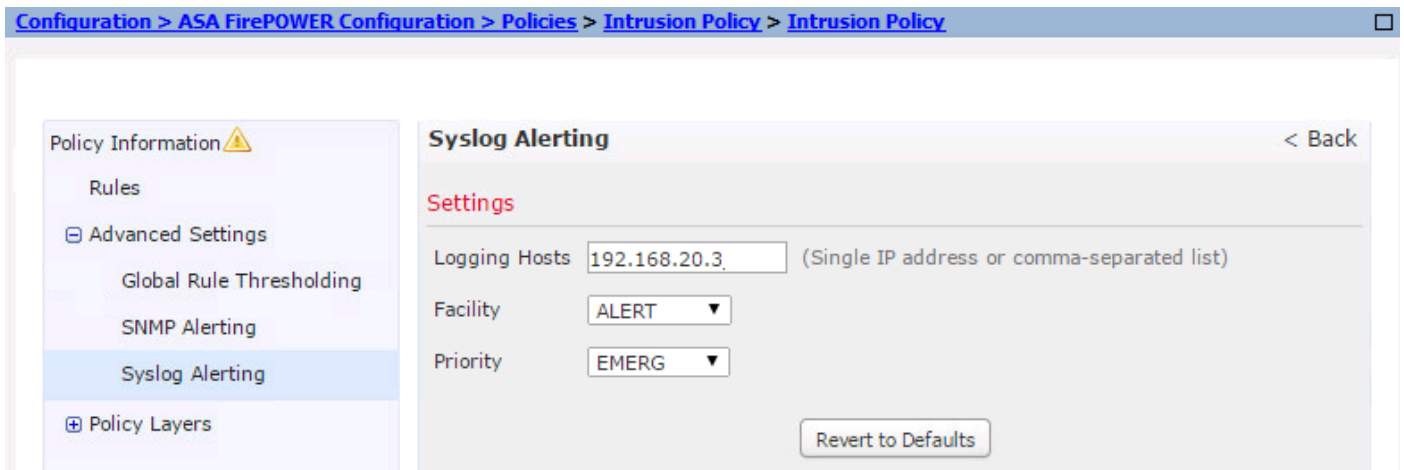 Configuration > ASA FirePOWER Configuration > Policies > Intrusion Policy > Intrusion Policy
Policy Information
Rules
Advanced Settings
Global Rule Thresholding
SNMP Alerting
Syslog Alerting
Policy Layers
Syslog Alerting < Back
Settings
Logging Hosts 192.168.20.3 (Single IP address or comma-separated list)
Facility ALERT
Priority EMERG
Revert to Defaults